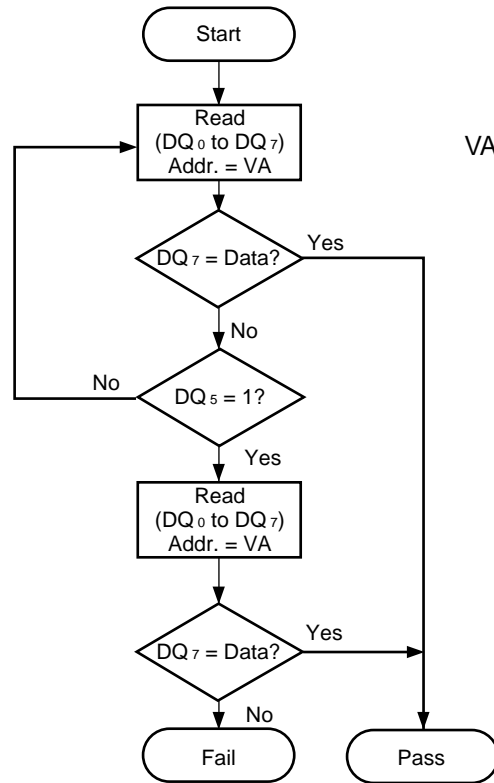 Start
Read
(DQ0 to DQ7)
Addr. = VA
VA
DQ7 = Data?
Yes
No
No
DQ5 = 1?
Yes
Read
(DQ0 to DQ7)
Addr. = VA
DQ7 = Data?
Yes
No
Fail
Pass